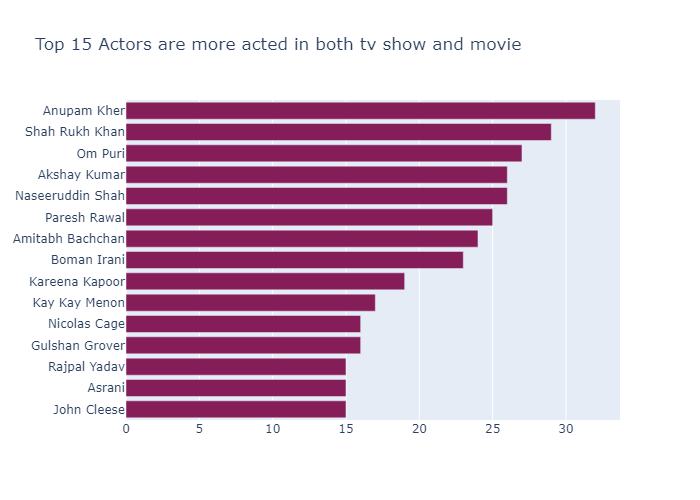 Top 15 Actors are more acted in both tv show and movie
Anupam Kher
Shah Rukh Khan
Om Puri
Akshay Kumar
Naseeruddin Shah
Paresh Rawal
Amitabh Bachchan
Boman Irani
Kareena Kapoor
Kay Kay Menon
Nicolas Cage
Gulshan Grover
Rajpal Yadav
Asrani
John Cleese
0 5 10 15 20 25 30